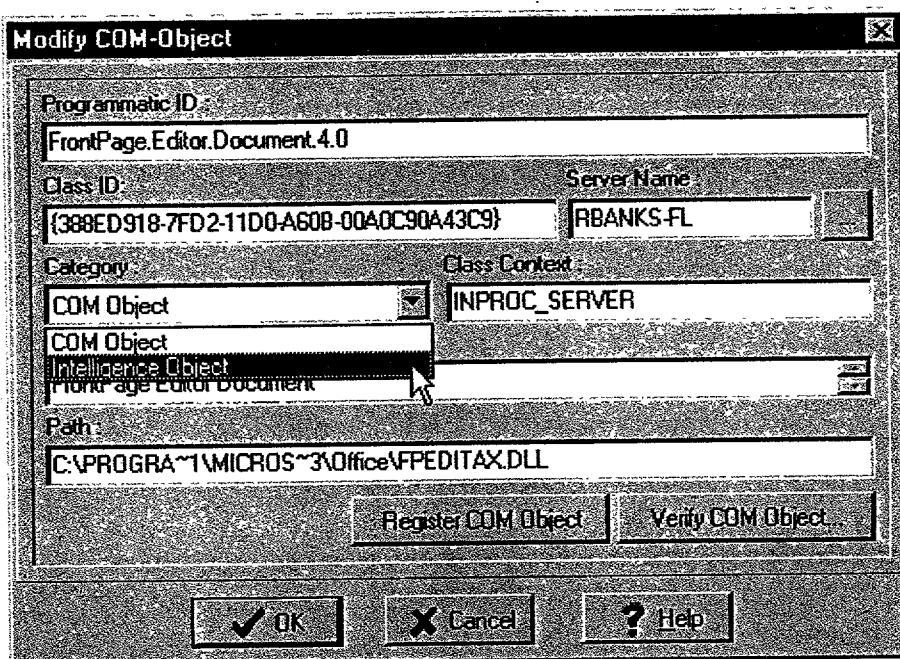 Modify COM-Object
Programmatic ID :
FrontPage.Editor.Document.4.0
Class ID: Server Name :
{388ED918-7FD2-11D0-A60B-00A0C90A43C9} RBANKS-FL
Category : Class Context :
COM Object INPROC_SERVER
COM Object
Intelligence Object
FrontPage Editor Document
Path :
C:\PROGRA~1\MICROS~3\Office\FPEDITAX.DLL
Register COM Object Verify COM Object...
OK Cancel Help